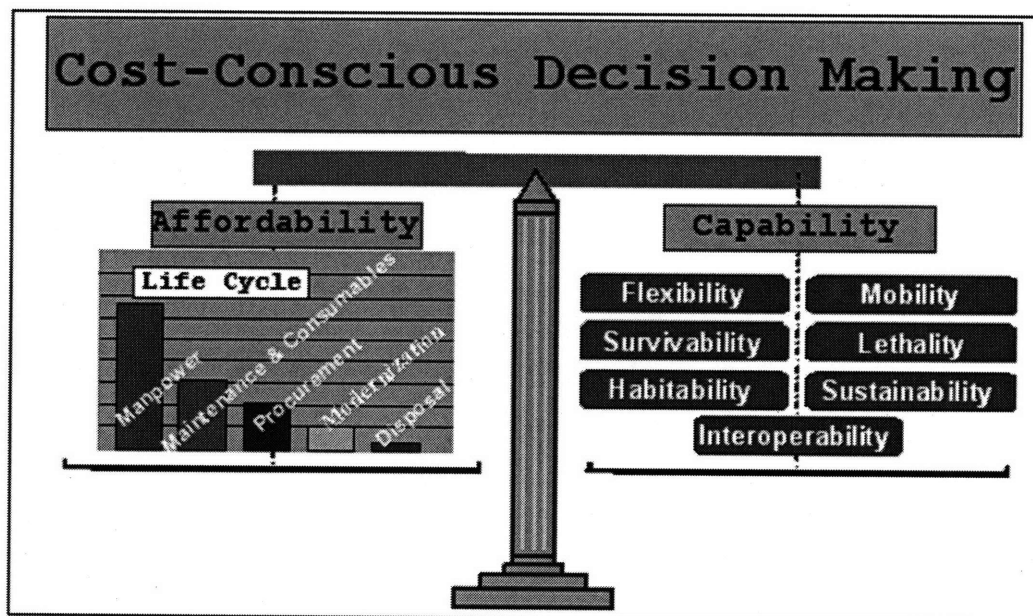 Cost-Conscious Decision Making
Affordability
Life Cycle
Manpower
Maintenance & Consumables
Procurement
Modernization
Disposal
Capability
Flexibility
Mobility
Survivability
Lethality
Habitability
Sustainability
Interoperability